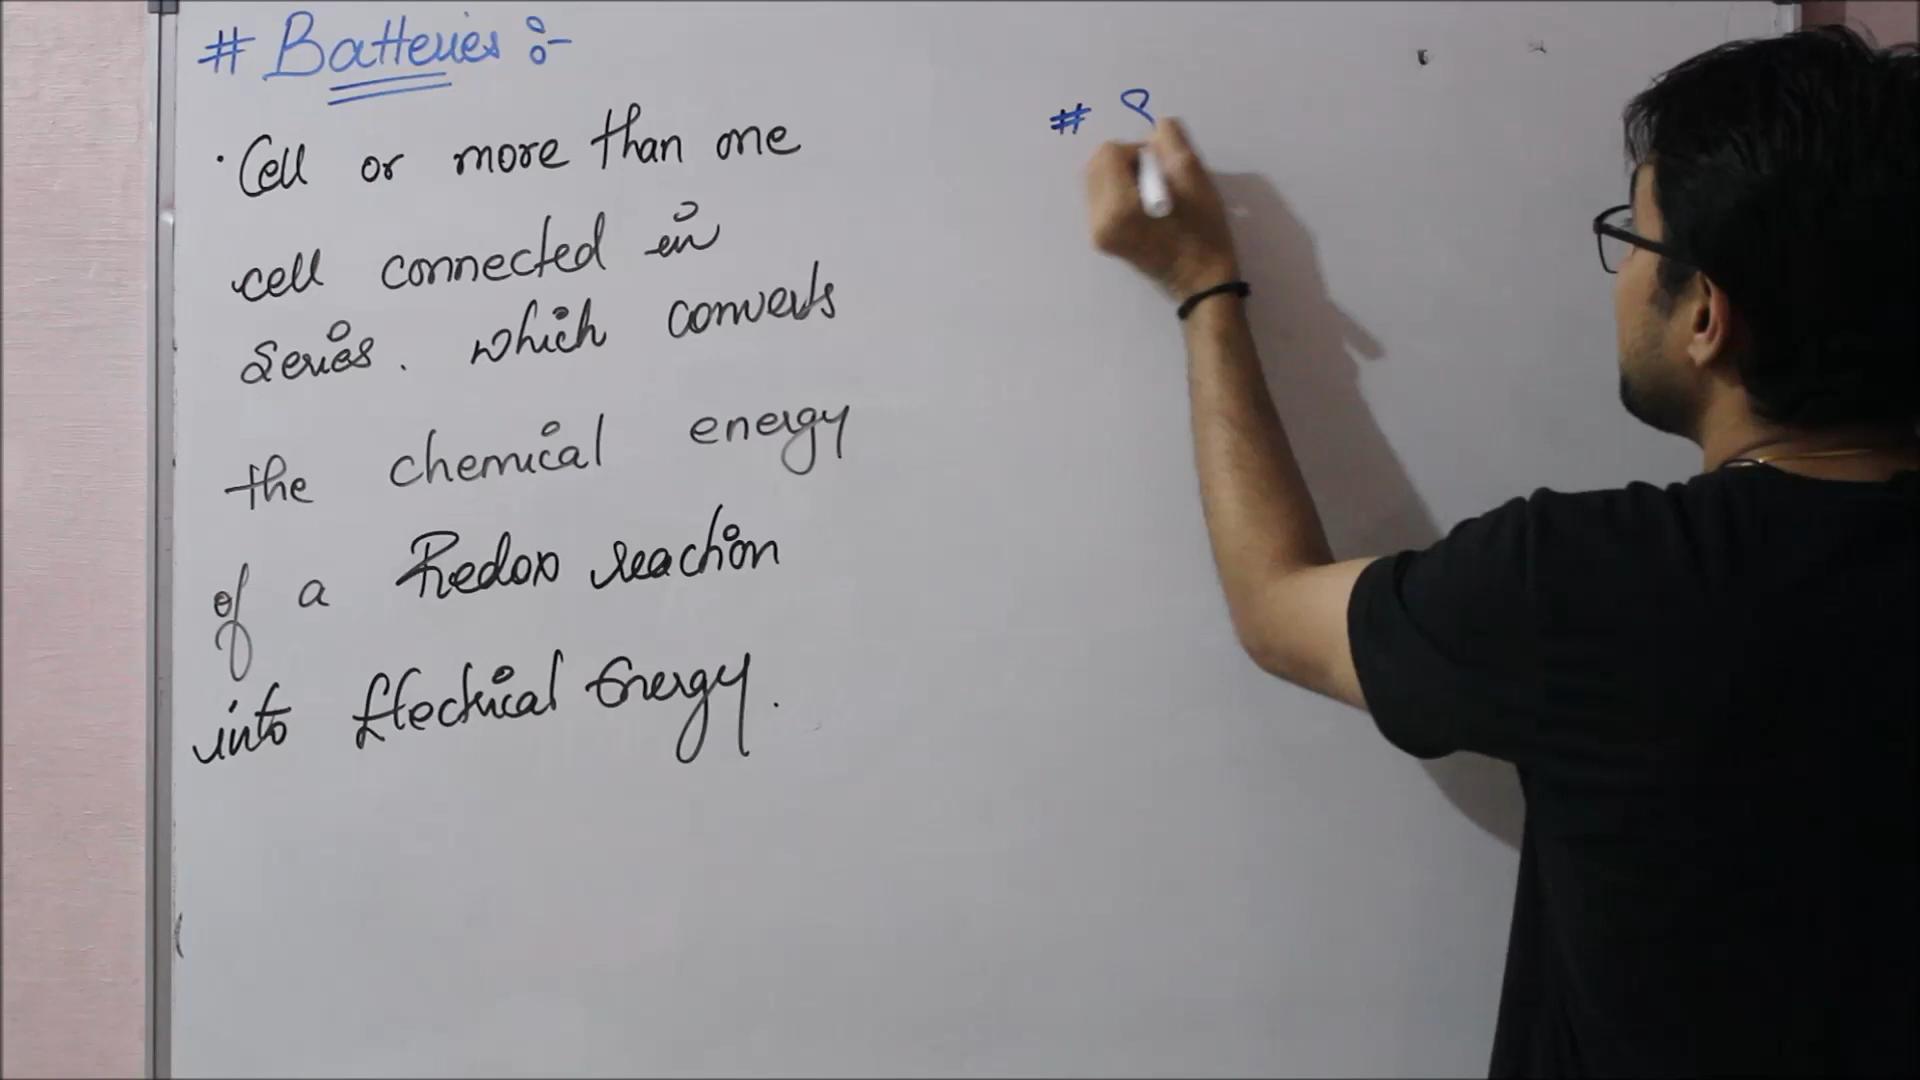 # Batteries :-
· Cell or more than one
cell connected in
series. which converts
the chemical energy
of a Redox reaction
into Electrical Energy.
#